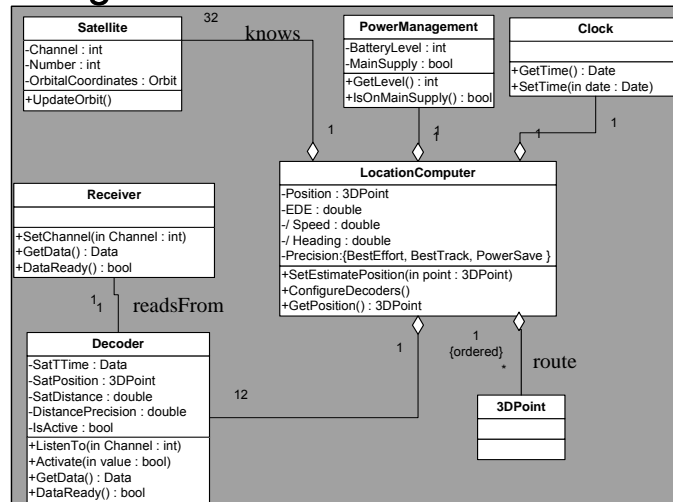 Satellite
-Channel : int
-Number : int
-OrbitalCoordinates : Orbit
+UpdateOrbit()
32
knows
1
PowerManagement
-BatteryLevel : int
-MainSupply : bool
+GetLevel() : int
+IsOnMainSupply() : bool
1
1
Clock
+GetTime() : Date
+SetTime(in date : Date)
1
1
LocationComputer
-Position : 3DPoint
-EDE : double
-/ Speed : double
-/ Heading : double
-Precision:{BestEffort, BestTrack, PowerSave }
+SetEstimatePosition(in point : 3DPoint)
+ConfigureDecoders()
+GetPosition() : 3DPoint
Receiver
+SetChannel(in Channel : int)
+GetData() : Data
+DataReady() : bool
1
1
readsFrom
Decoder
-SatTTime : Data
-SatPosition : 3DPoint
-SatDistance : double
-DistancePrecision : double
-IsActive : bool
+ListenTo(in Channel : int)
+Activate(in value : bool)
+GetData() : Data
+DataReady() : bool
12
1
1
{ordered}
*
route
3DPoint